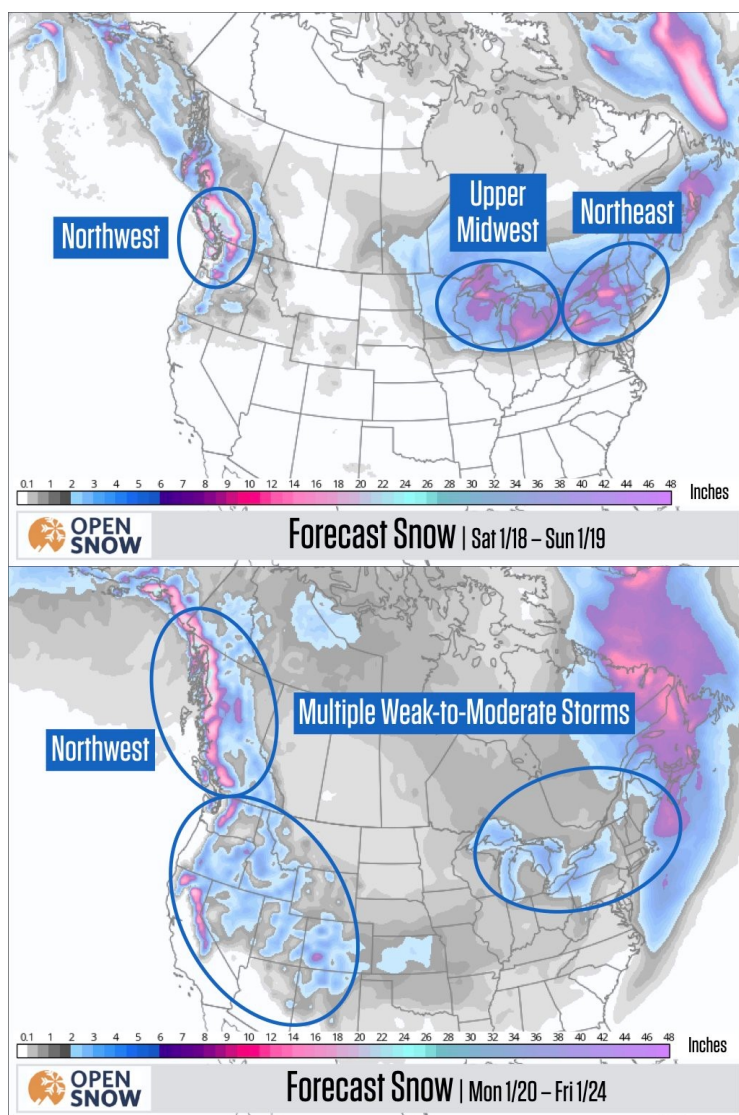 Upper
Midwest
Northeast
Northwest
0.1 1 2 3 4 5 6 7 8 9 10 12 14 16 18 20 22 24 26 28 30 32 34 36 38 40 42 44 46 48 Inches
OPEN
SNOW
Forecast Snow | Sat 1/18 – Sun 1/19
Multiple Weak-to-Moderate Storms
Northwest
0.1 1 2 3 4 5 6 7 8 9 10 12 14 16 18 20 22 24 26 28 30 32 34 36 38 40 42 44 46 48 Inches
OPEN
SNOW
Forecast Snow | Mon 1/20 – Fri 1/24